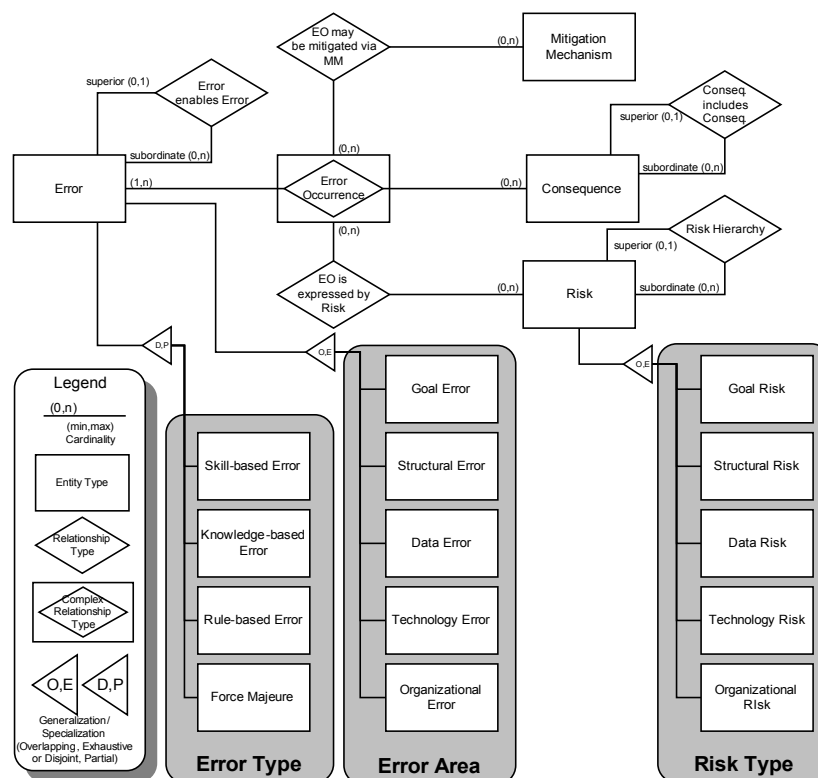 EO may
be mitigated via
MM
(0,n)
Mitigation
Mechanism
superior (0,1)
Error
enables Error
subordinate (0,n)
Conseq.
includes
Conseq.
superior (0,1)
subordinate (0,n)
(0,n)
Error
(1,n)
Error
Occurrence
(0,n)
Consequence
(0,n)
Risk Hierarchy
superior (0,1)
subordinate (0,n)
EO is
expressed by
Risk
(0,n)
Risk
D,P
O,E
O,E
Legend
(0,n)
(min,max)
Cardinality
Entity Type
Relationship
Type
Complex
Relationship
Type
O,E
D,P
Generalization/
Specialization
(Overlapping, Exhaustive
or Disjoint, Partial)
Skill-based Error
Knowledge-based
Error
Rule-based Error
Force Majeure
Error Type
Goal Error
Structural Error
Data Error
Technology Error
Organizational
Error
Error Area
Goal Risk
Structural Risk
Data Risk
Technology Risk
Organizational
RIsk
Risk Type